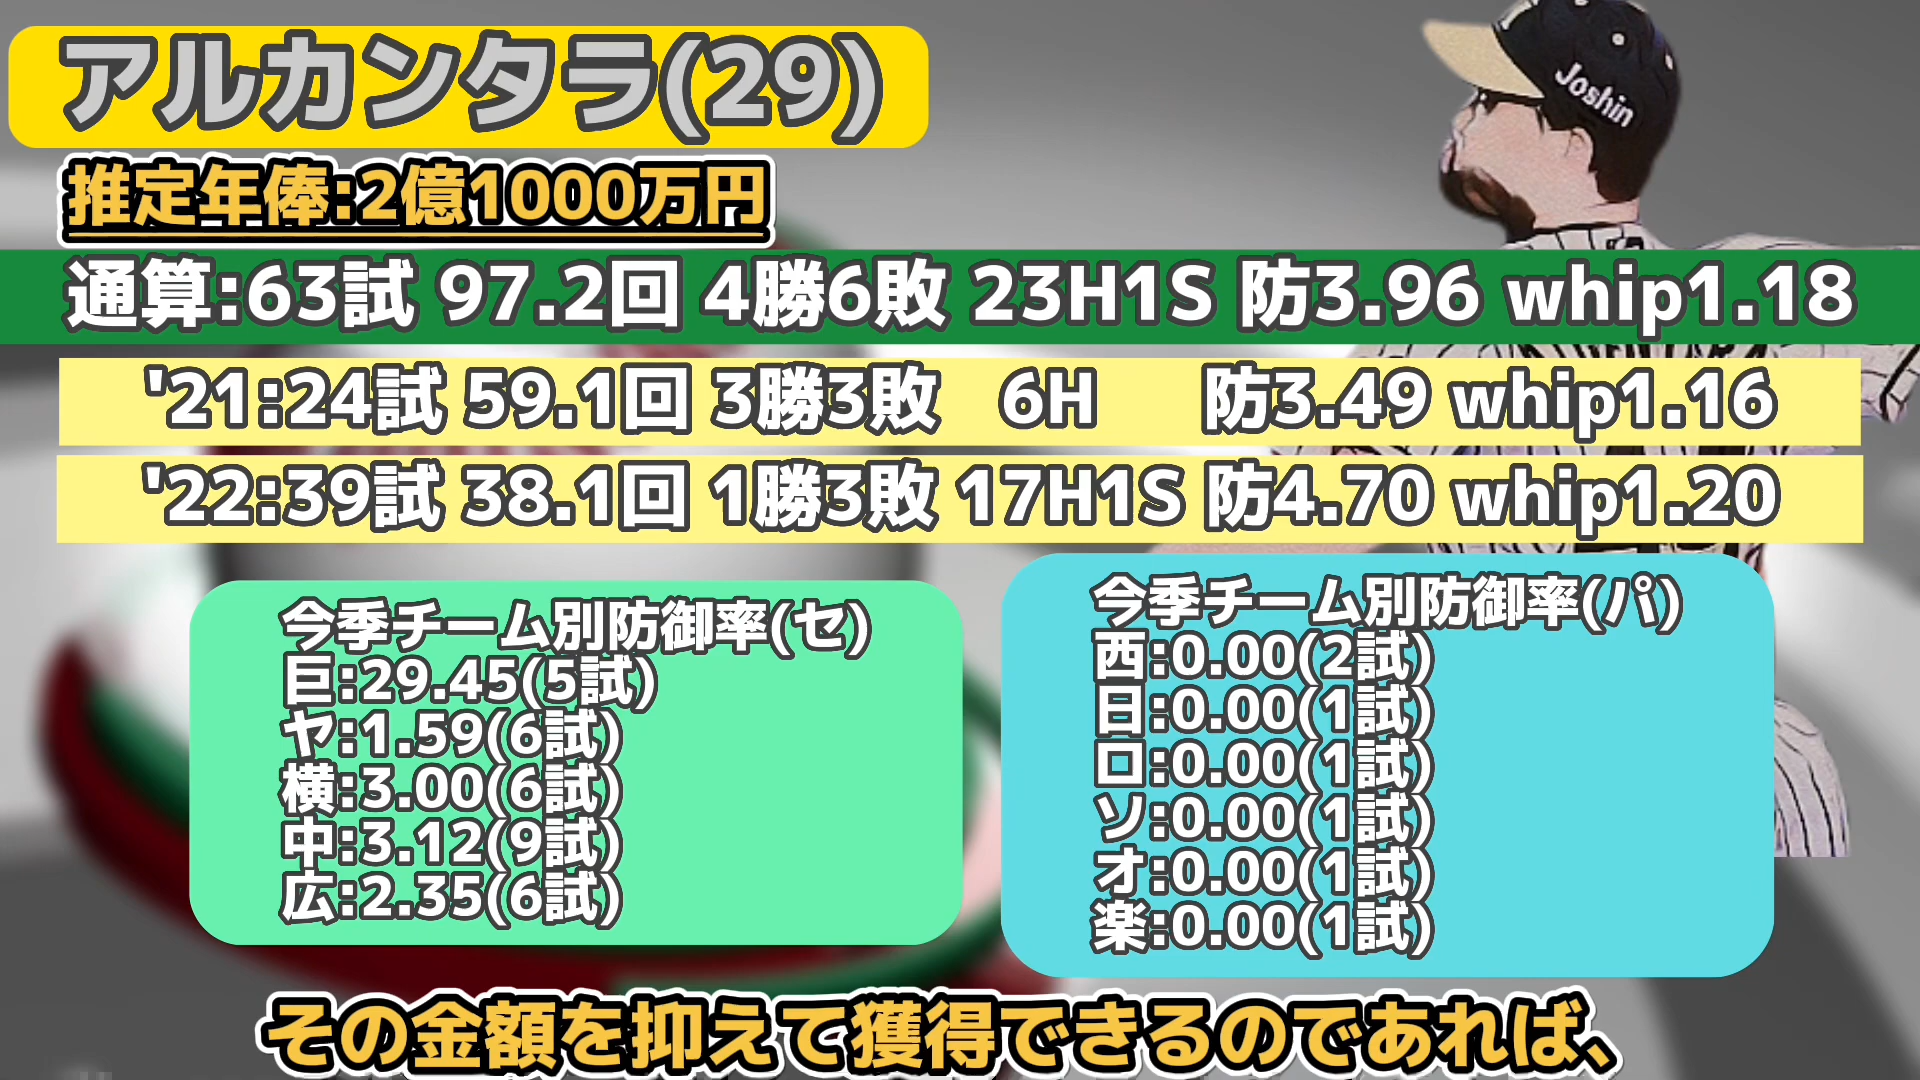 アルカンタラ(29)
Joshin
推定年俸:2億1000万円
通算:63試 97.2回 4勝6敗 23H1S 防3.96 whip1.18
'21:24試 59.1回 3勝3敗 6H 防3.49 whip1.16
'22:39試 38.1回 1勝3敗 17H1S 防4.70 whip1.20
今季チーム別防御率(セ)
巨:29.45(5試)
ヤ:1.59(6試)
横:3.00(6試)
中:3.12(9試)
広:2.35(6試)
今季チーム別防御率(パ)
西:0.00(2試)
日:0.00(1試)
ロ:0.00(1試)
ソ:0.00(1試)
オ:0.00(1試)
楽:0.00(1試)
その金額を抑えて獲得できるのであれば、